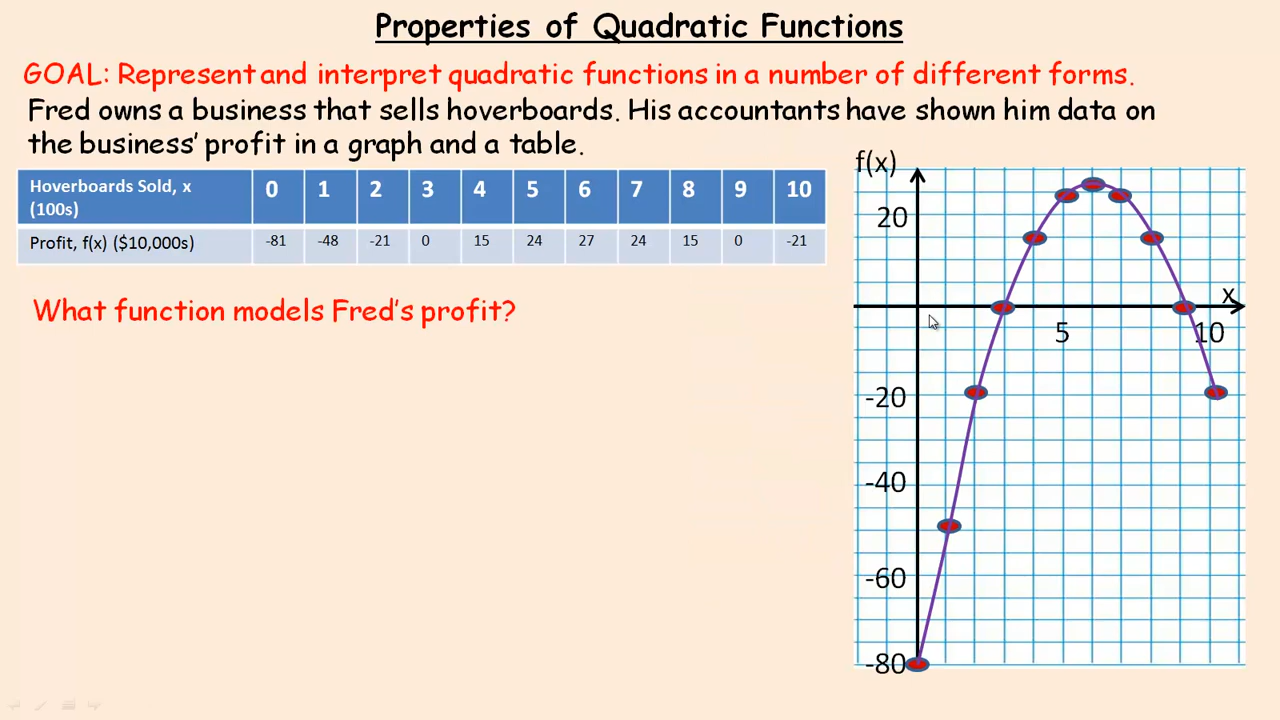 Properties of Quadratic Functions
GOAL: Represent and interpret quadratic functions in a number of different forms.
Fred owns a business that sells hoverboards. His accountants have shown him data on
the business' profit in a graph and a table.
Hoverboards Sold, x (100s) 0 1 2 3 4 5 6 7 8 9 10
Profit, f(x) ($10,000s) -81 -48 -21 0 15 24 27 24 15 0 -21
What function models Fred's profit?
f(x)
20
x
5 10
-20
-40
-60
-80